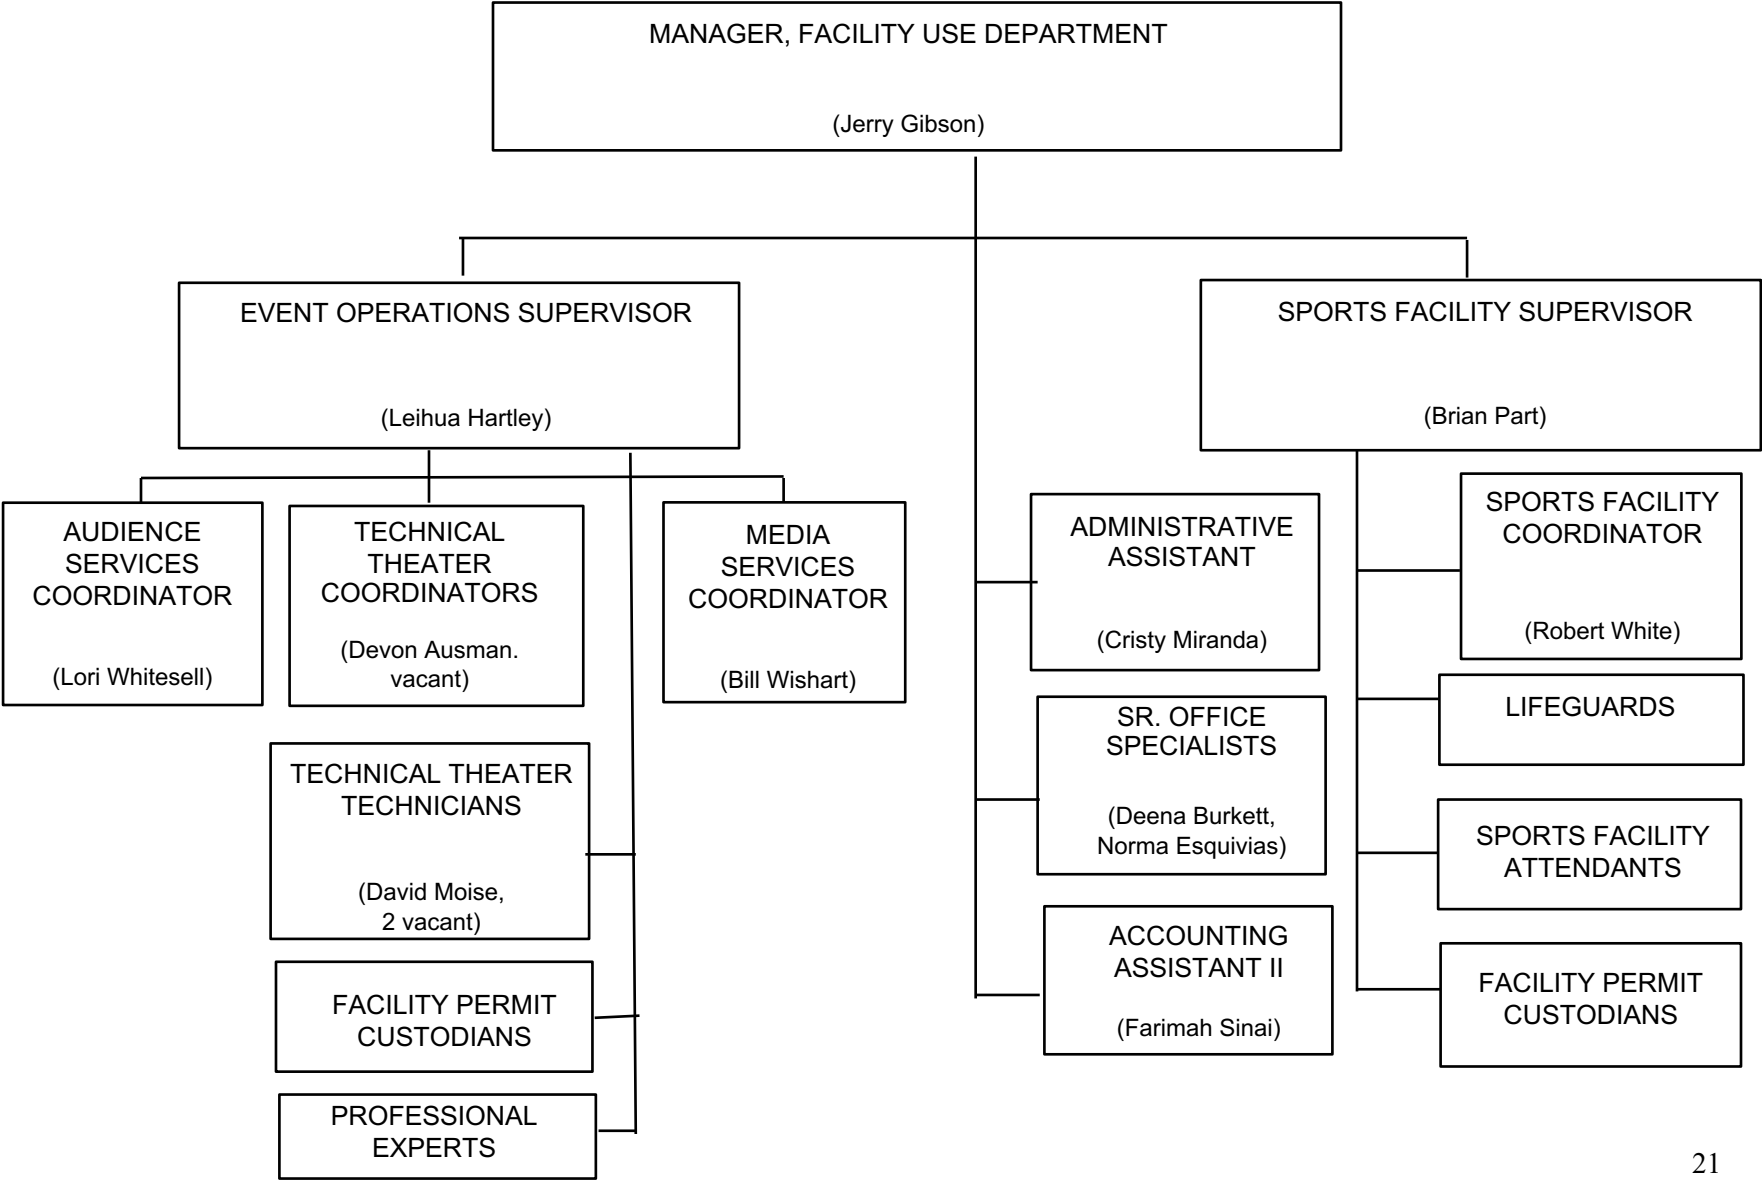 MANAGER, FACILITY USE DEPARTMENT
(Jerry Gibson)
EVENT OPERATIONS SUPERVISOR
(Leihua Hartley)
SPORTS FACILITY SUPERVISOR
(Brian Part)
AUDIENCE
SERVICES
COORDINATOR
(Lori Whitesell)
TECHNICAL
THEATER
COORDINATORS
(Devon Ausman.
vacant)
MEDIA
SERVICES
COORDINATOR
(Bill Wishart)
TECHNICAL THEATER
TECHNICIANS
(David Moise,
2 vacant)
FACILITY PERMIT
CUSTODIANS
PROFESSIONAL
EXPERTS
ADMINISTRATIVE
ASSISTANT
(Cristy Miranda)
SR. OFFICE
SPECIALISTS
(Deena Burkett,
Norma Esquivias)
ACCOUNTING
ASSISTANT II
(Farimah Sinai)
SPORTS FACILITY
COORDINATOR
(Robert White)
LIFEGUARDS
SPORTS FACILITY
ATTENDANTS
FACILITY PERMIT
CUSTODIANS
21